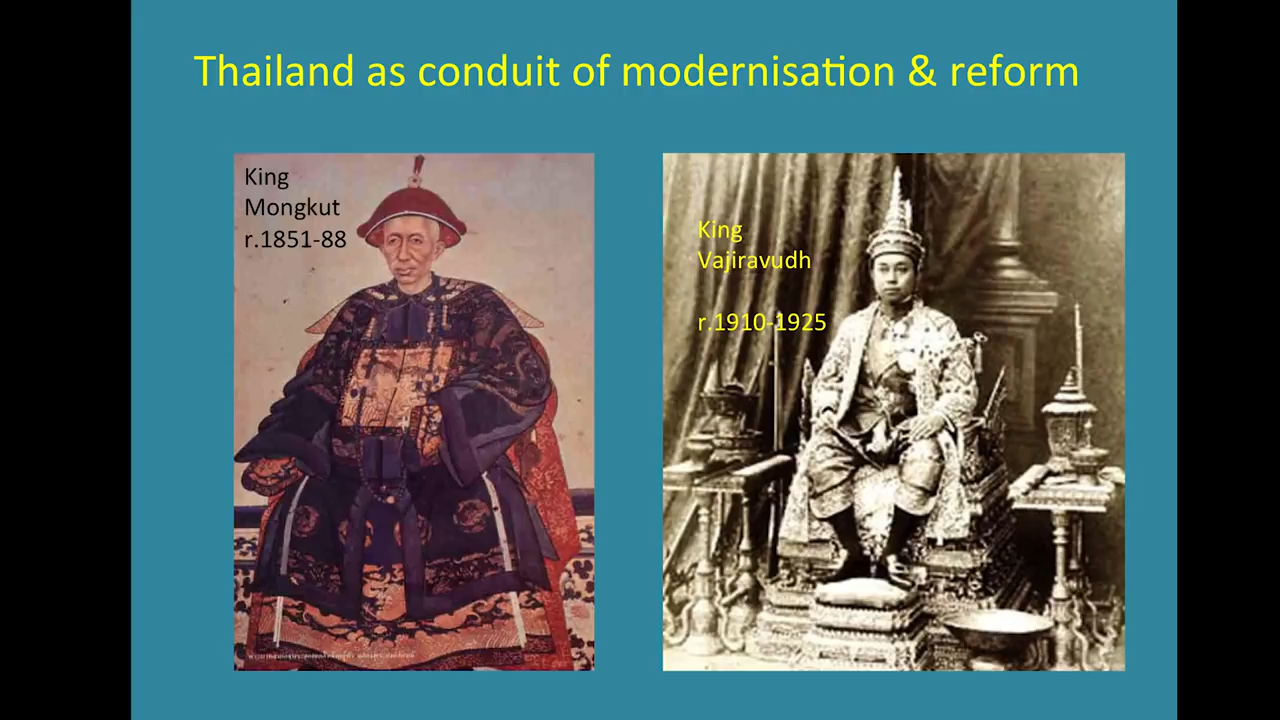 Thailand as conduit of modernisation & reform
King
Mongkut
r.1851-88
King
Vajiravudh
r.1910-1925